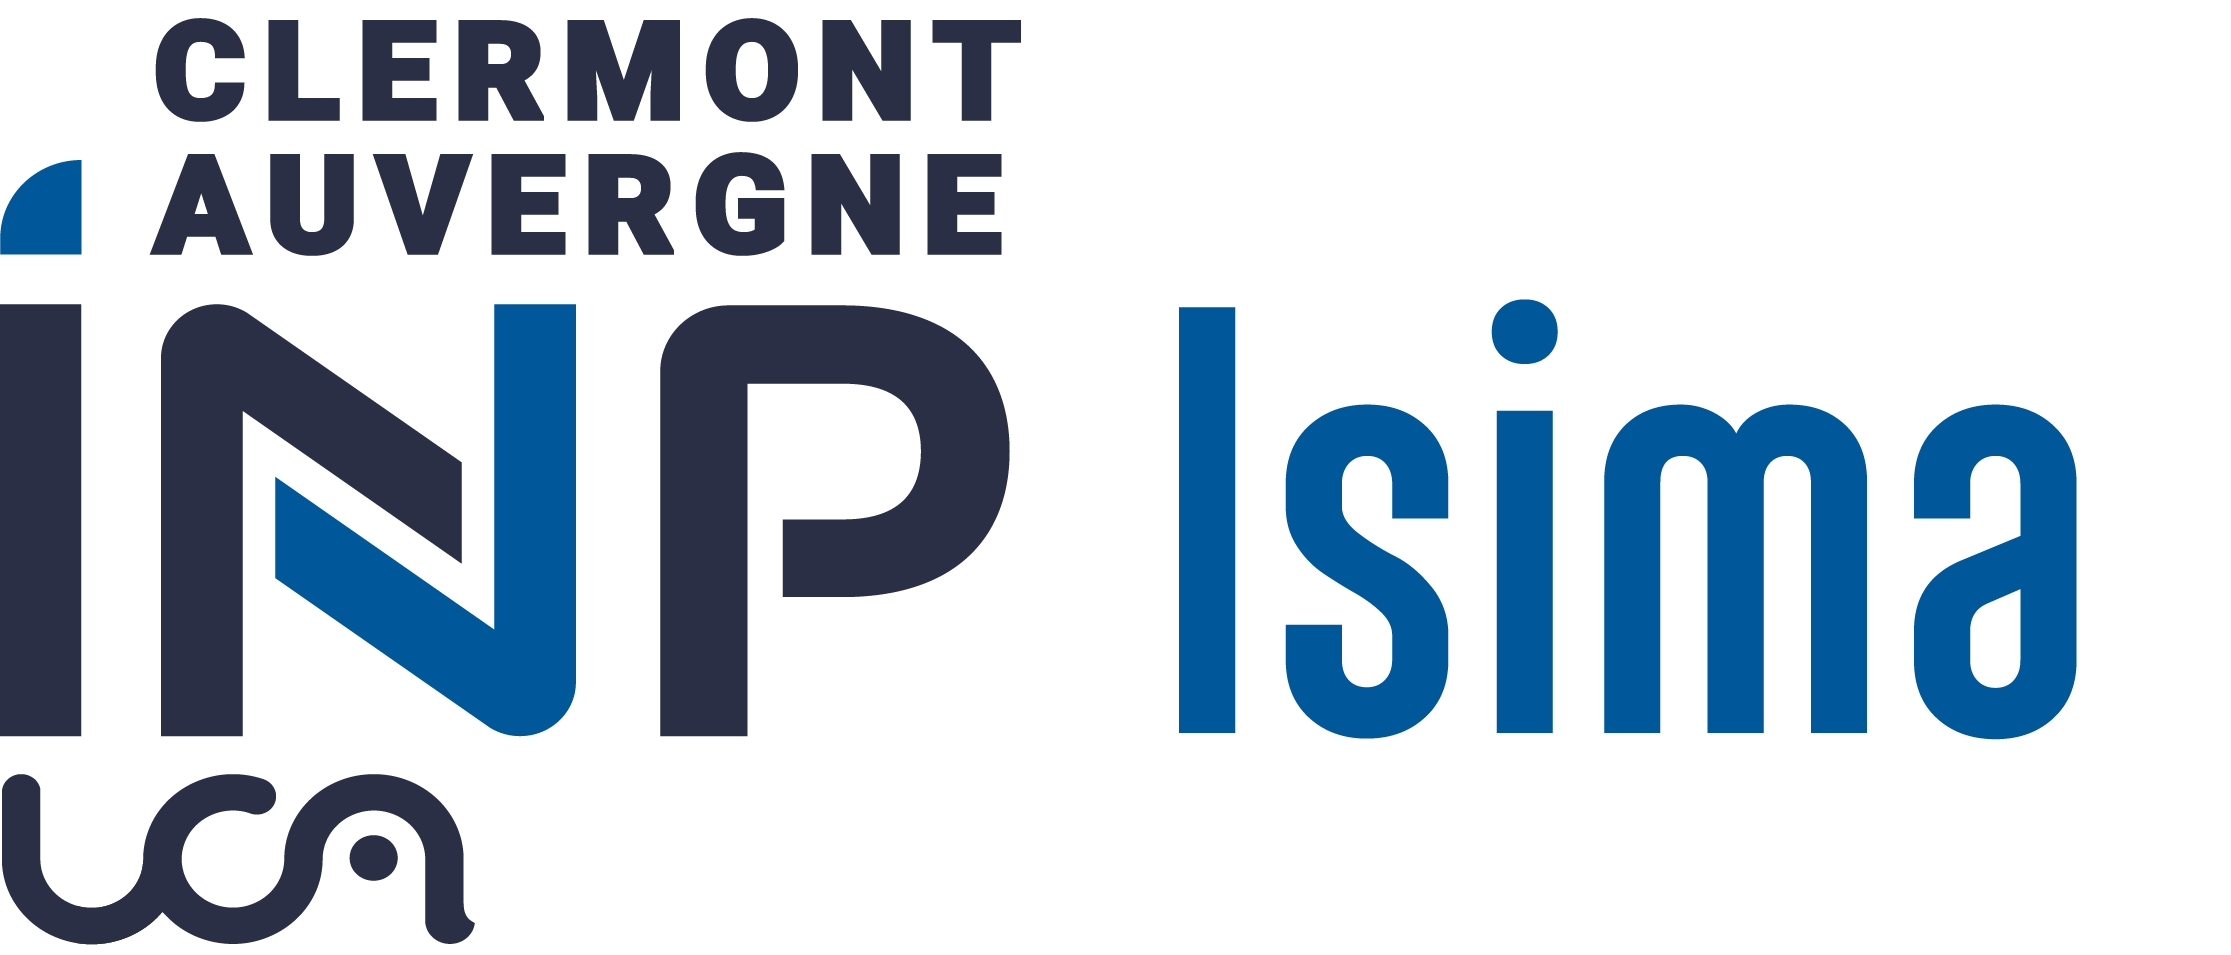 CLERMONT
AUVERGNE
INP Isima
uca